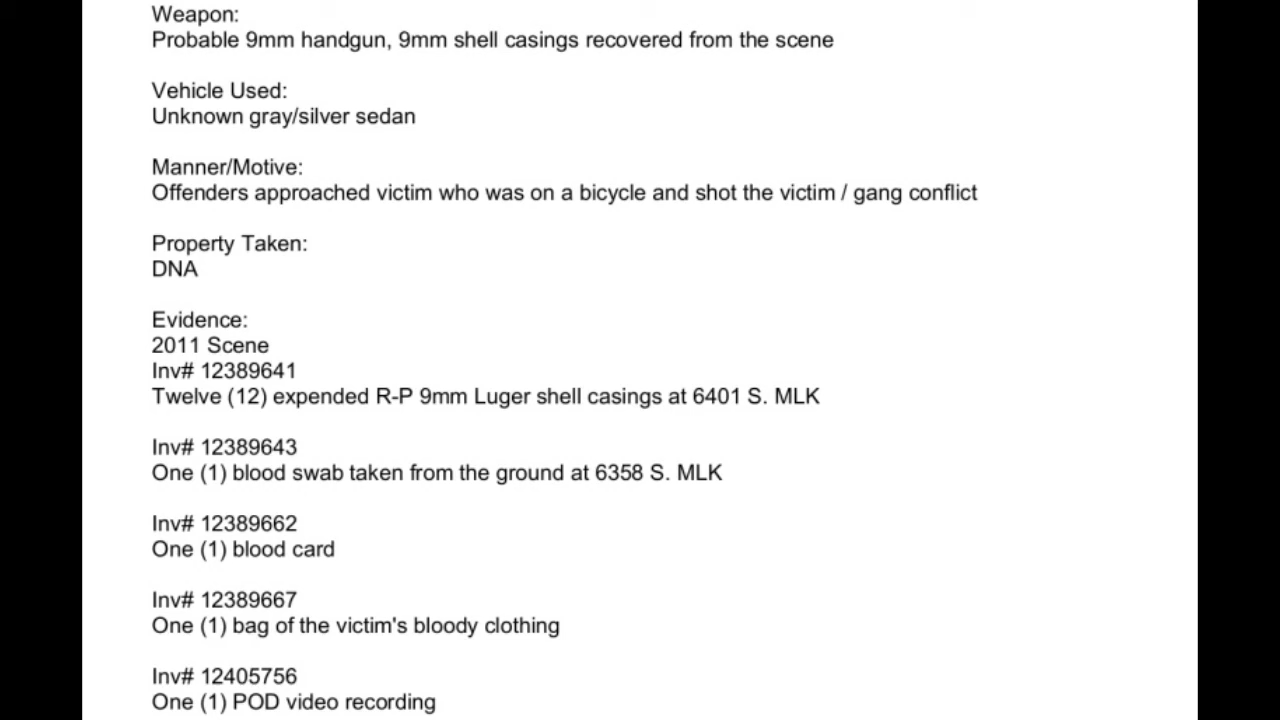 Weapon:
Probable 9mm handgun, 9mm shell casings recovered from the scene
Vehicle Used:
Unknown gray/silver sedan
Manner/Motive:
Offenders approached victim who was on a bicycle and shot the victim / gang conflict
Property Taken:
DNA
Evidence:
2011 Scene
Inv# 12389641
Twelve (12) expended R-P 9mm Luger shell casings at 6401 S. MLK
Inv# 12389643
One (1) blood swab taken from the ground at 6358 S. MLK
Inv# 12389662
One (1) blood card
Inv# 12389667
One (1) bag of the victim's bloody clothing
Inv# 12405756
One (1) POD video recording